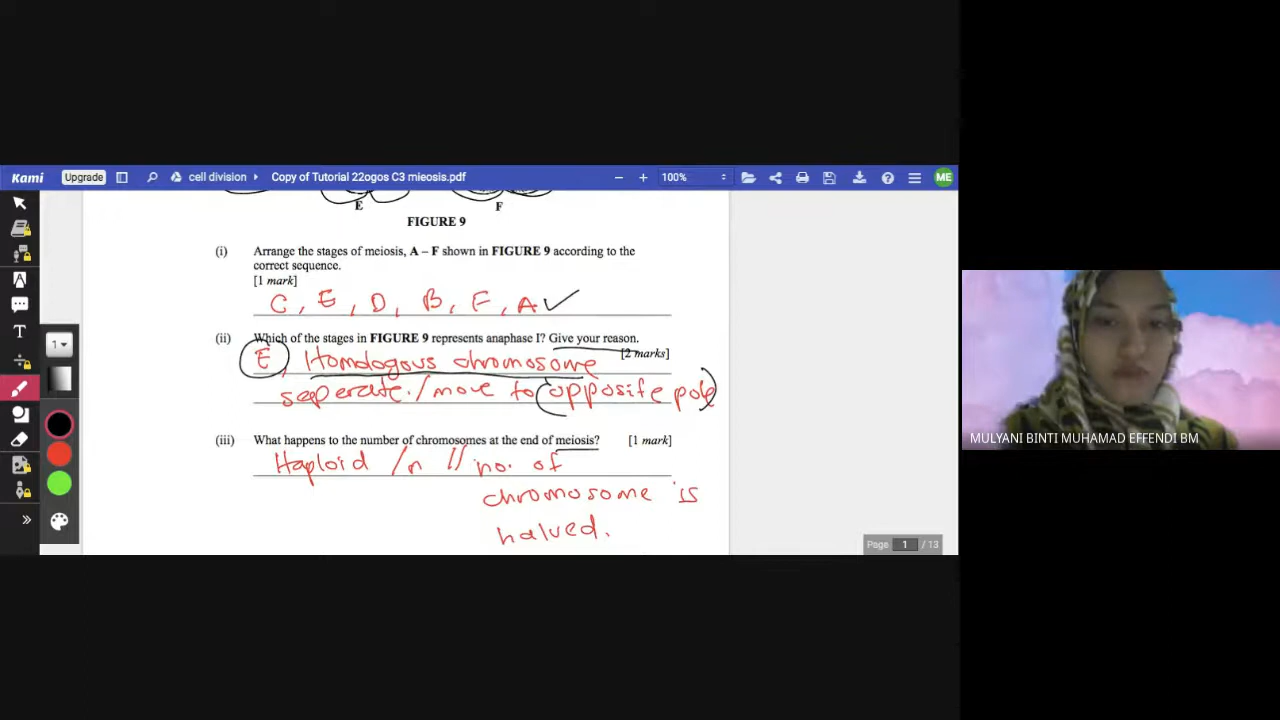 Kami
Upgrade
cell division
Copy of Tutorial 22ogos C3 mieosis.pdf
100%
ME
E
F
FIGURE 9
(i) Arrange the stages of meiosis, A – F shown in FIGURE 9 according to the
correct sequence.
[1 mark]
C, E, D, B, F, A
(ii) Which of the stages in FIGURE 9 represents anaphase I? Give your reason.
[2 marks]
E, Homologous chromosome
seperate./move to opposite pole
(iii) What happens to the number of chromosomes at the end of meiosis? [1 mark]
Haploid /n // no. of
chromosome is
halved.
1
Page 1 / 13
MULYANI BINTI MUHAMAD EFFENDI BM